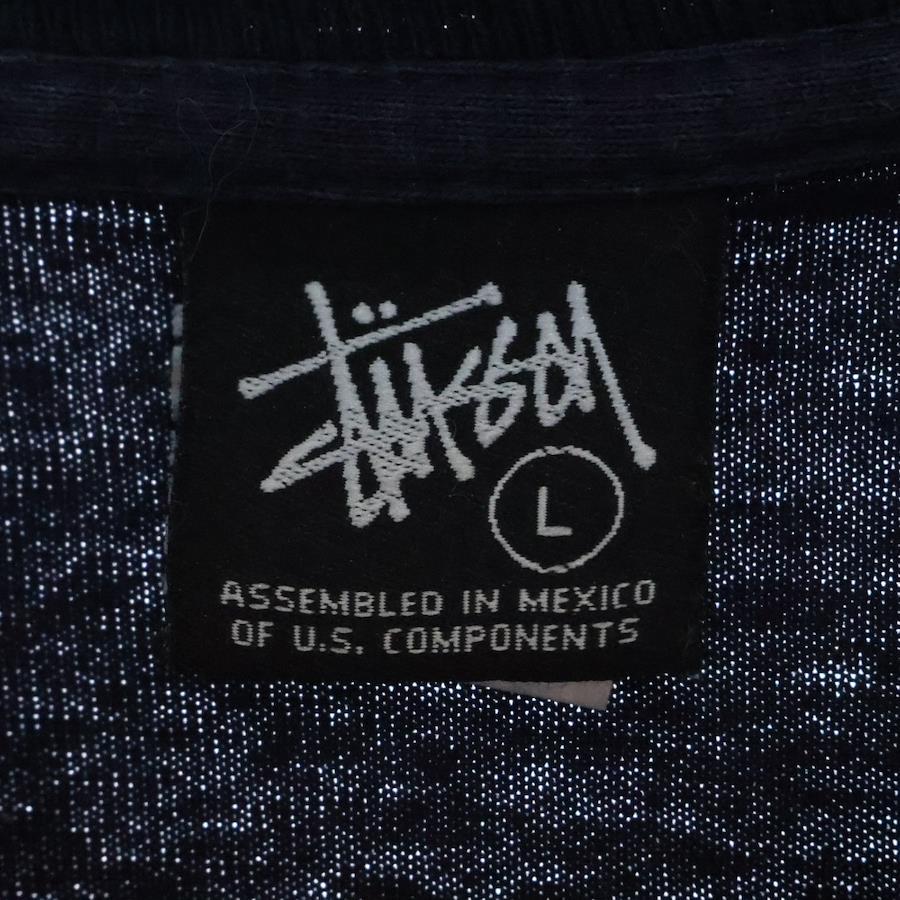 Stüssy
L
ASSEMBLED IN MEXICO
OF U.S. COMPONENTS